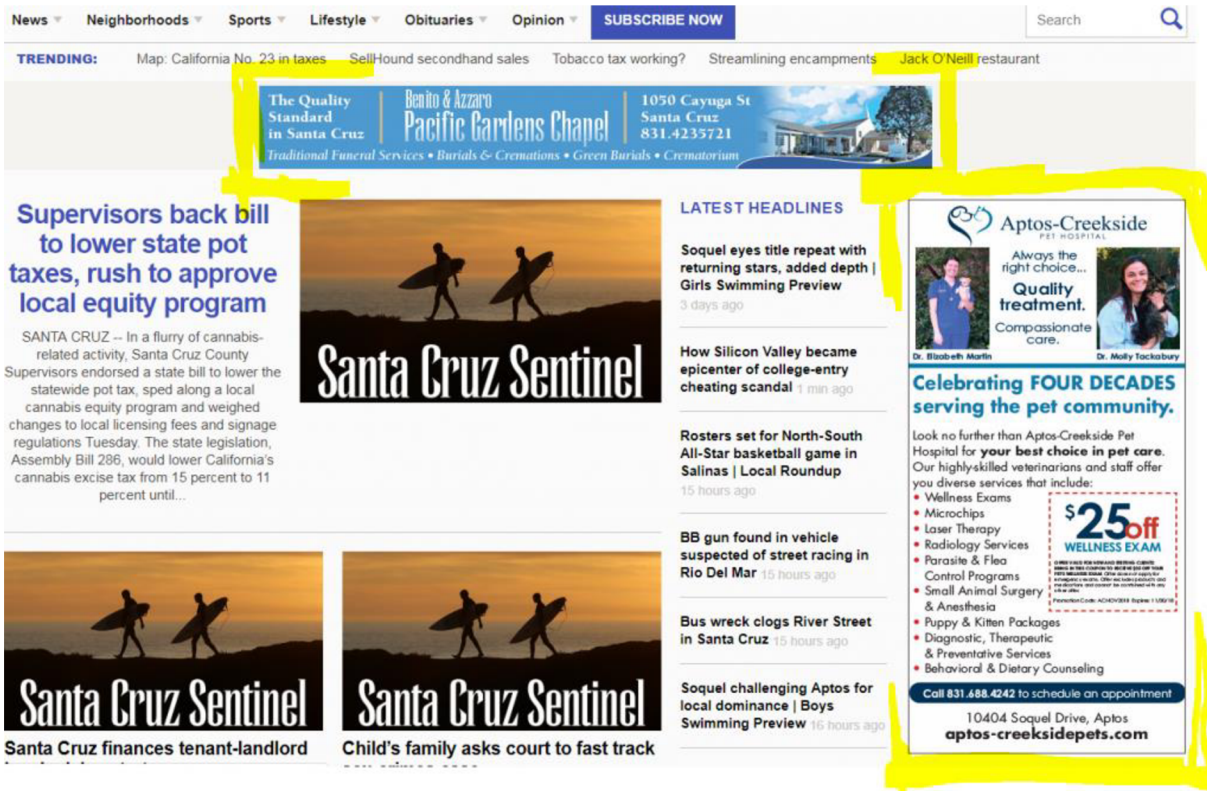 News Neighborhoods Sports Lifestyle Obituaries Opinion SUBSCRIBE NOW Search
TRENDING: Map: California No. 23 in taxes SellHound secondhand sales Tobacco tax working? Streamlining encampments Jack O'Neill restaurant
The Quality
Standard
in Santa Cruz
Benito & Azzaro
Pacific Gardens Chapel
1050 Cayuga St
Santa Cruz
831.4235721
Traditional Funeral Services • Burials & Cremations • Green Burials • Crematorium
Supervisors back bill
to lower state pot
taxes, rush to approve
local equity program
SANTA CRUZ -- In a flurry of cannabis-
related activity, Santa Cruz County
Supervisors endorsed a state bill to lower the
statewide pot tax, sped along a local
cannabis equity program and weighed
changes to local licensing fees and signage
regulations Tuesday. The state legislation,
Assembly Bill 286, would lower California's
cannabis excise tax from 15 percent to 11
percent until...
Santa Cruz Sentinel
LATEST HEADLINES
Soquel eyes title repeat with
returning stars, added depth |
Girls Swimming Preview
3 days ago
How Silicon Valley became
epicenter of college-entry
cheating scandal 1 min ago
Rosters set for North-South
All-Star basketball game in
Salinas | Local Roundup
15 hours ago
BB gun found in vehicle
suspected of street racing in
Rio Del Mar 15 hours ago
Bus wreck clogs River Street
in Santa Cruz 15 hours ago
Soquel challenging Aptos for
local dominance | Boys
Swimming Preview 16 hours ago
Aptos-Creekside
PET HOSPITAL
Always the
right choice...
Quality
treatment.
Compassionate
care.
Dr. Elizabeth Martin
Dr. Molly Tackabury
Celebrating FOUR DECADES
serving the pet community.
Look no further than Aptos-Creekside Pet
Hospital for your best choice in pet care.
Our highly-skilled veterinarians and staff offer
you diverse services that include:
• Wellness Exams
• Microchips
• Laser Therapy
• Radiology Services
• Parasite & Flea
Control Programs
• Small Animal Surgery
& Anesthesia
• Puppy & Kitten Packages
• Diagnostic, Therapeutic
& Preventative Services
• Behavioral & Dietary Counseling
$25off
WELLNESS EXAM
Call 831.688.4242 to schedule an appointment
10404 Soquel Drive, Aptos
aptos-creeksidepets.com
Santa Cruz Sentinel
Santa Cruz finances tenant-landlord
Santa Cruz Sentinel
Child's family asks court to fast track